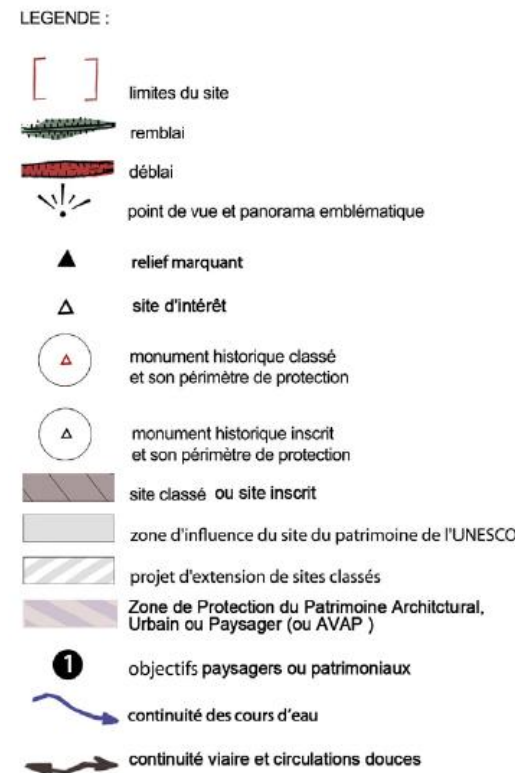 LEGENDE :
limites du site
remblai
déblai
point de vue et panorama emblématique
relief marquant
site d'intérêt
monument historique classé
et son périmètre de protection
monument historique inscrit
et son périmètre de protection
site classé ou site inscrit
zone d'influence du site du patrimoine de l'UNESCO
projet d'extension de sites classés
Zone de Protection du Patrimoine Architctural,
Urbain ou Paysager (ou AVAP )
1 objectifs paysagers ou patrimoniaux
continuité des cours d'eau
continuité viaire et circulations douces